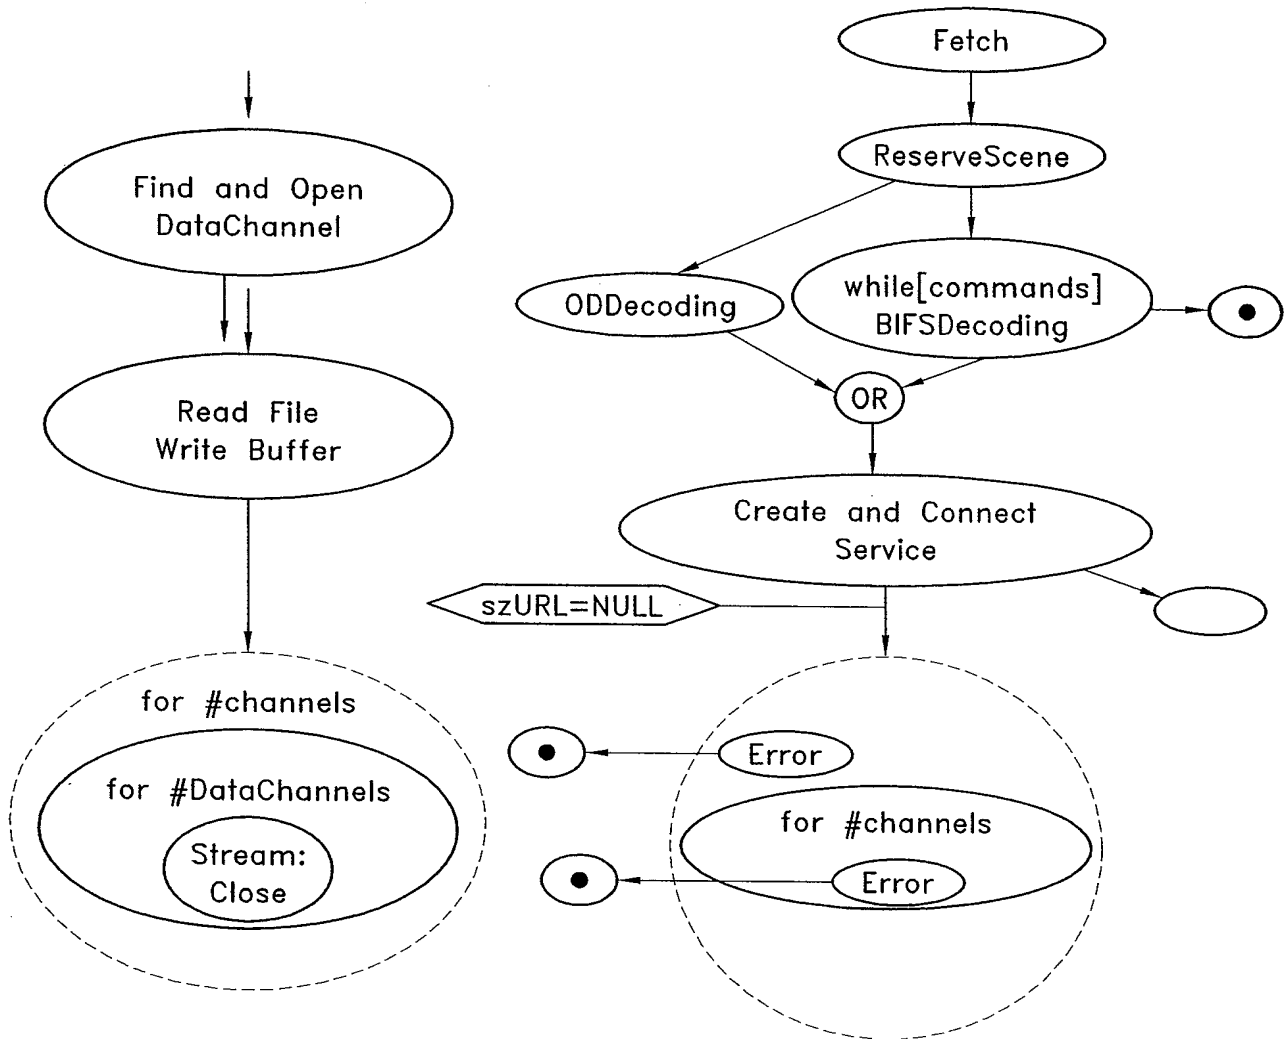 Fetch
ReserveScene
Find and Open
DataChannel
ODDecoding
while[commands]
BIFSDecoding
OR
Read File
Write Buffer
Create and Connect
Service
szURL=NULL
for #channels
for #DataChannels
Stream:
Close
Error
for #channels
Error